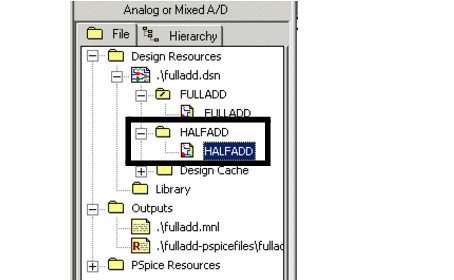 Analog or Mixed A/D
File Hierarchy
Design Resources
.\fulladd.dsn
FULLADD
FULLADD
HALFADD
HALFADD
Design Cache
Library
Outputs
.\fulladd.mnl
.\fulladd-pspicefiles\fulladd
PSpice Resources